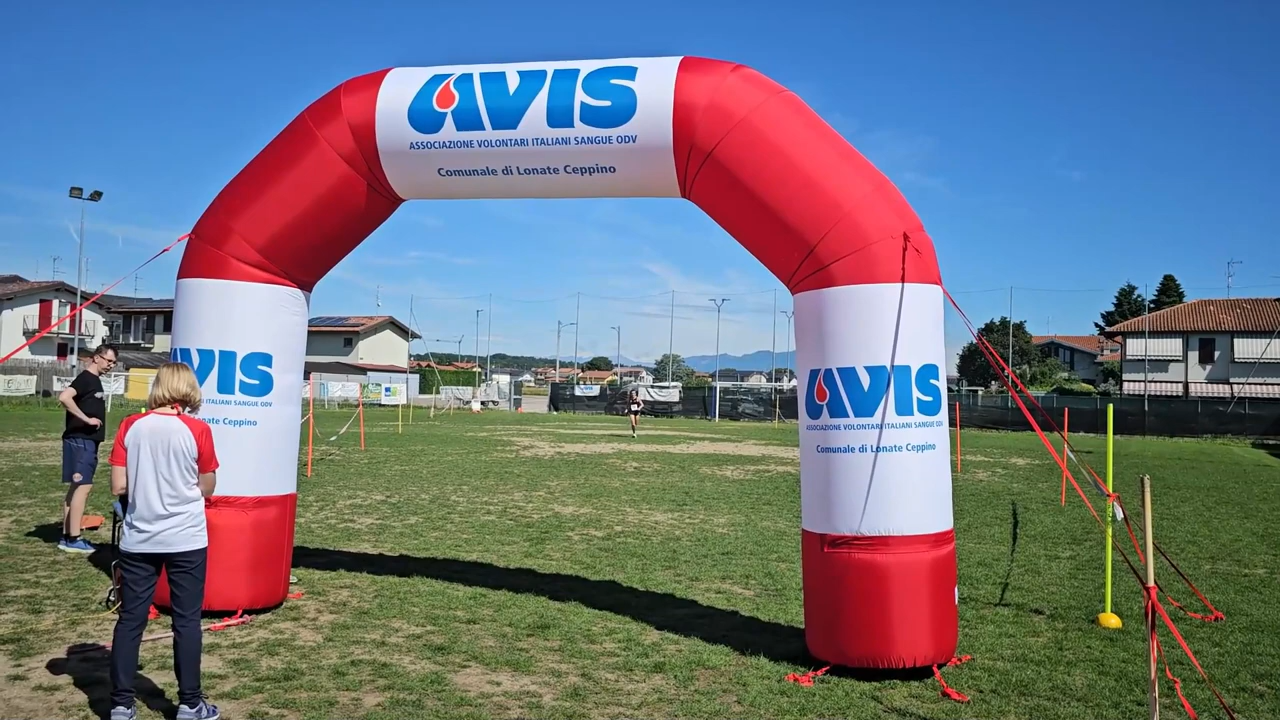 AVIS
ASSOCIAZIONE VOLONTARI ITALIANI SANGUE ODV
Comunale di Lonate Ceppino
AVIS
ITALIANI SANGUE ODV
Ceppino
AVIS
ASSOCIAZIONE VOLONTARI ITALIANI SANGUE ODV
Comunale di Lonate Ceppino